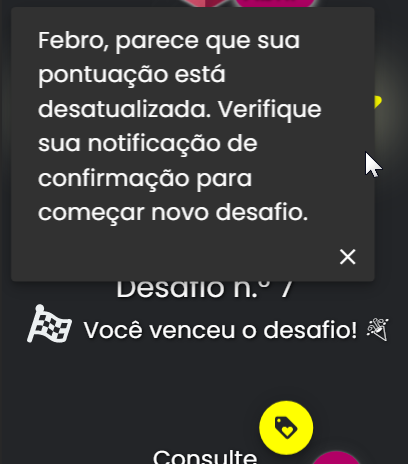 Febro, parece que sua
pontuação está
desatualizada. Verifique
sua notificação de
confirmação para
começar novo desafio.
Desafio n.º 7
Você venceu o desafio!
Consulte